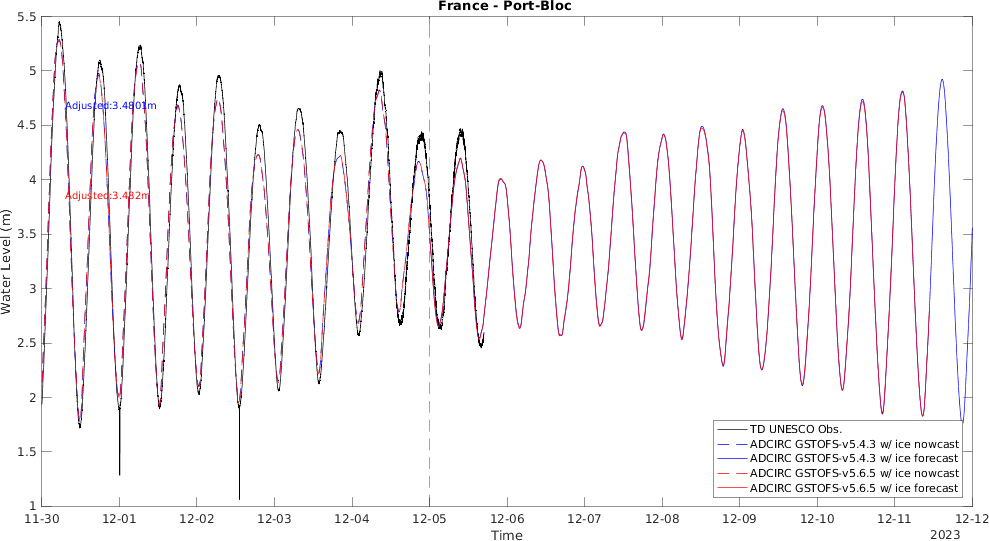 France - Port-Bloc
5.5
5
4.5
4
3.5
3
2.5
2
1.5
1
Water Level (m)
Adjusted:3.4801m
Adjusted:3.432m
TD UNESCO Obs.
ADCIRC GSTOFS-v5.4.3 w/ ice nowcast
ADCIRC GSTOFS-v5.4.3 w/ ice forecast
ADCIRC GSTOFS-v5.6.5 w/ ice nowcast
ADCIRC GSTOFS-v5.6.5 w/ ice forecast
11-30 12-01 12-02 12-03 12-04 12-05 12-06 12-07 12-08 12-09 12-10 12-11 12-12
Time
2023